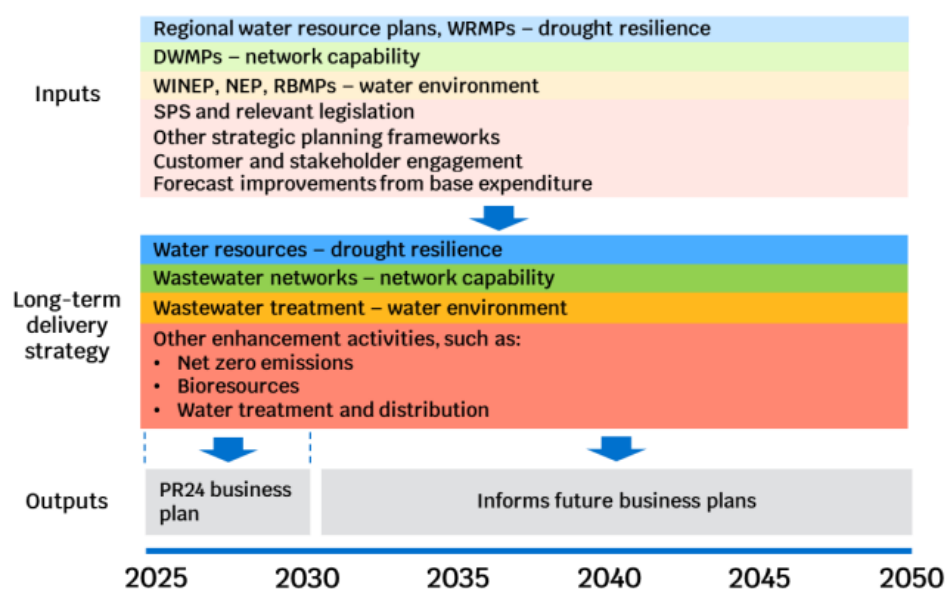 Inputs
Regional water resource plans, WRMPs – drought resilience
DWMPs – network capability
WINEP, NEP, RBMPs – water environment
SPS and relevant legislation
Other strategic planning frameworks
Customer and stakeholder engagement
Forecast improvements from base expenditure
Long-term
delivery
strategy
Water resources – drought resilience
Wastewater networks – network capability
Wastewater treatment – water environment
Other enhancement activities, such as:
• Net zero emissions
• Bioresources
• Water treatment and distribution
Outputs
PR24 business
plan
Informs future business plans
2025 2030 2035 2040 2045 2050